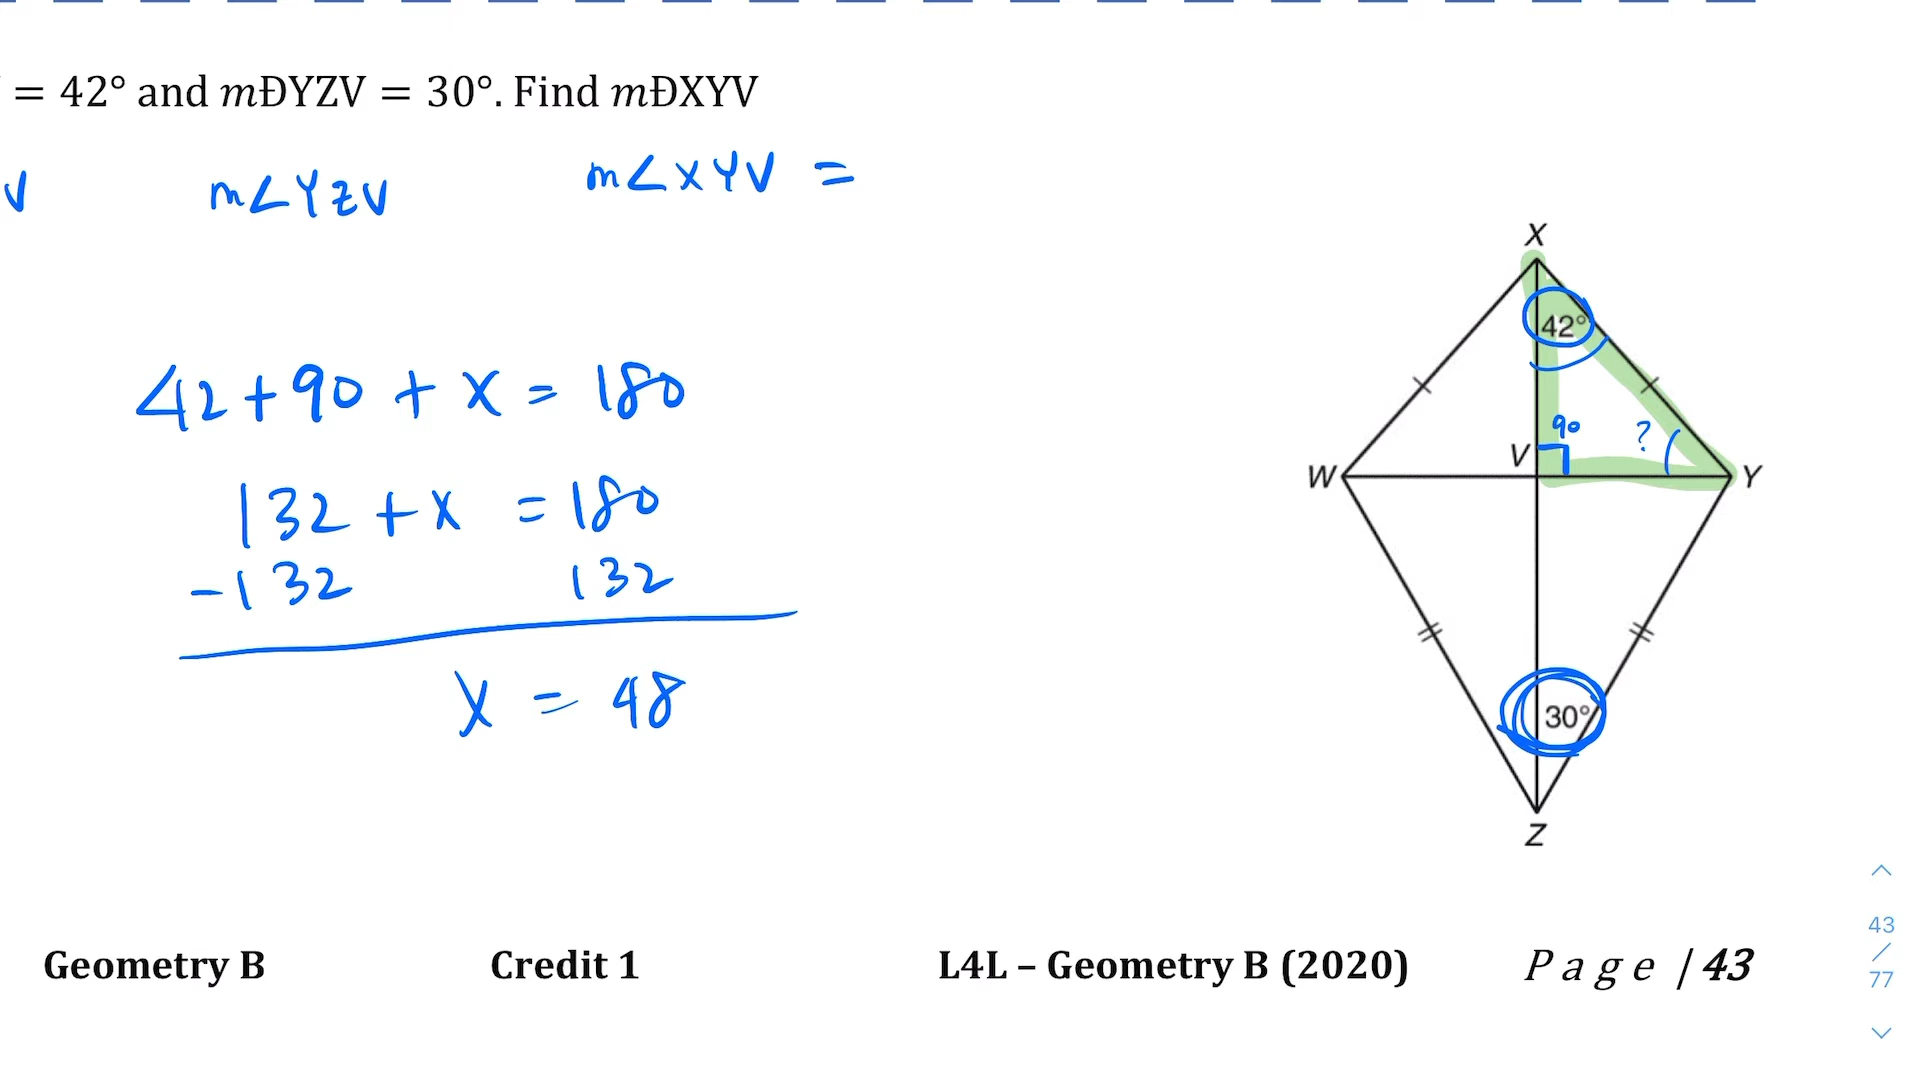 = 42° and mÐYZV = 30°. Find mÐXYV
V m∠YZV m∠XYV =
X
42°
42 + 90 + x = 180
90 ?
V
W Y
132 + x = 180
-132 132
x = 48
30°
Z
43
/
77
Geometry B Credit 1 L4L – Geometry B (2020) Page | 43